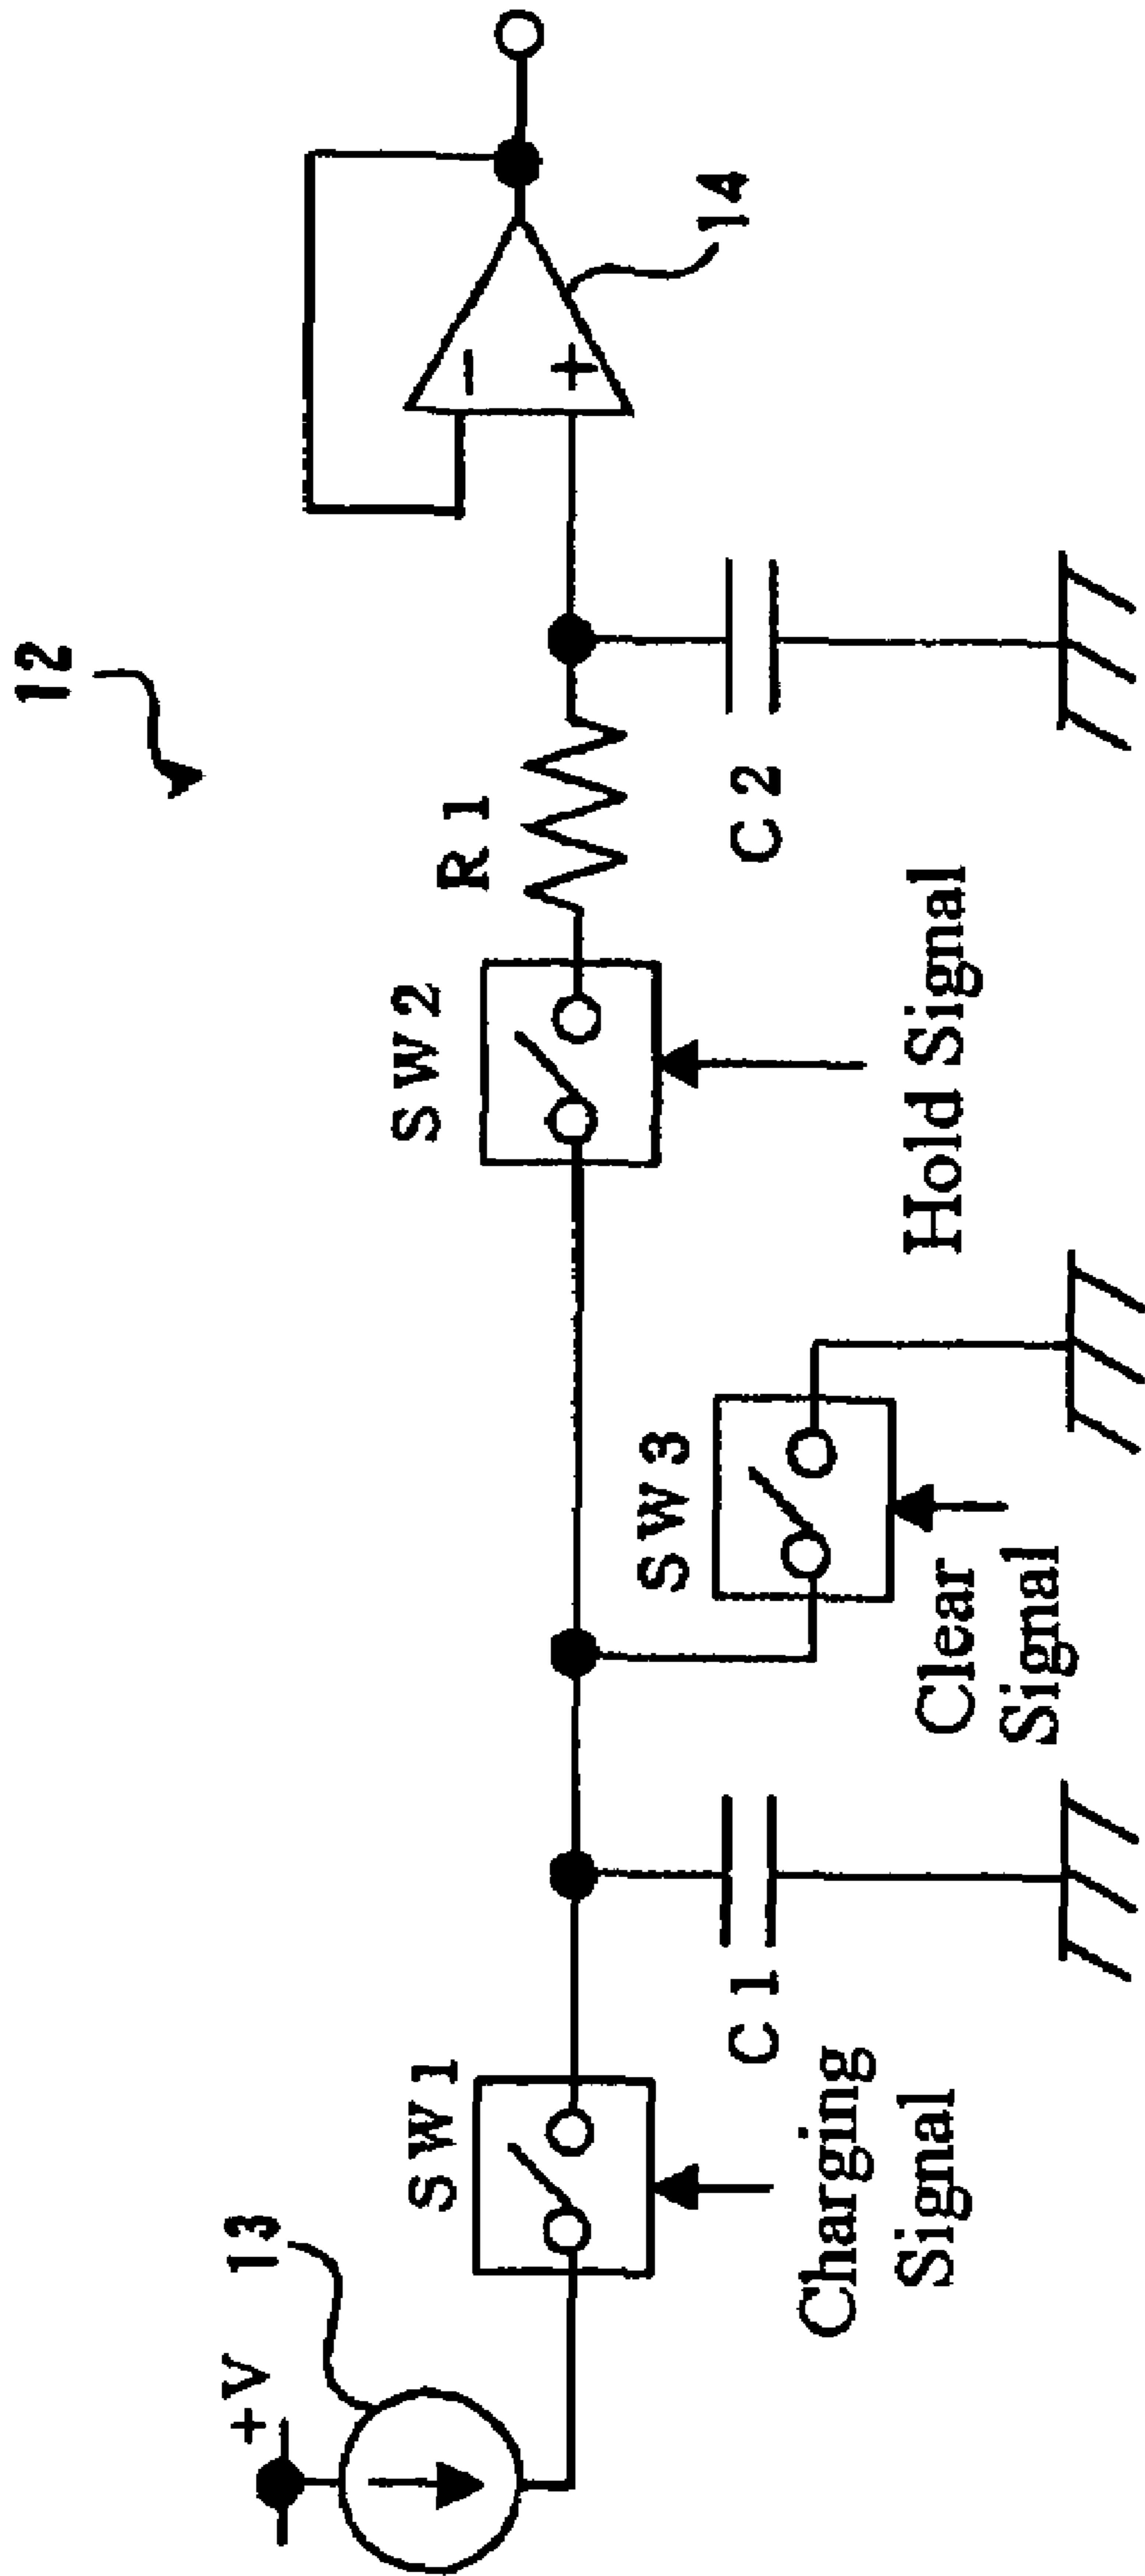 12
+V
13
SW1
SW2
R1
14
−
+
SW3
C1
C2
Charging
Signal
Clear
Signal
Hold Signal